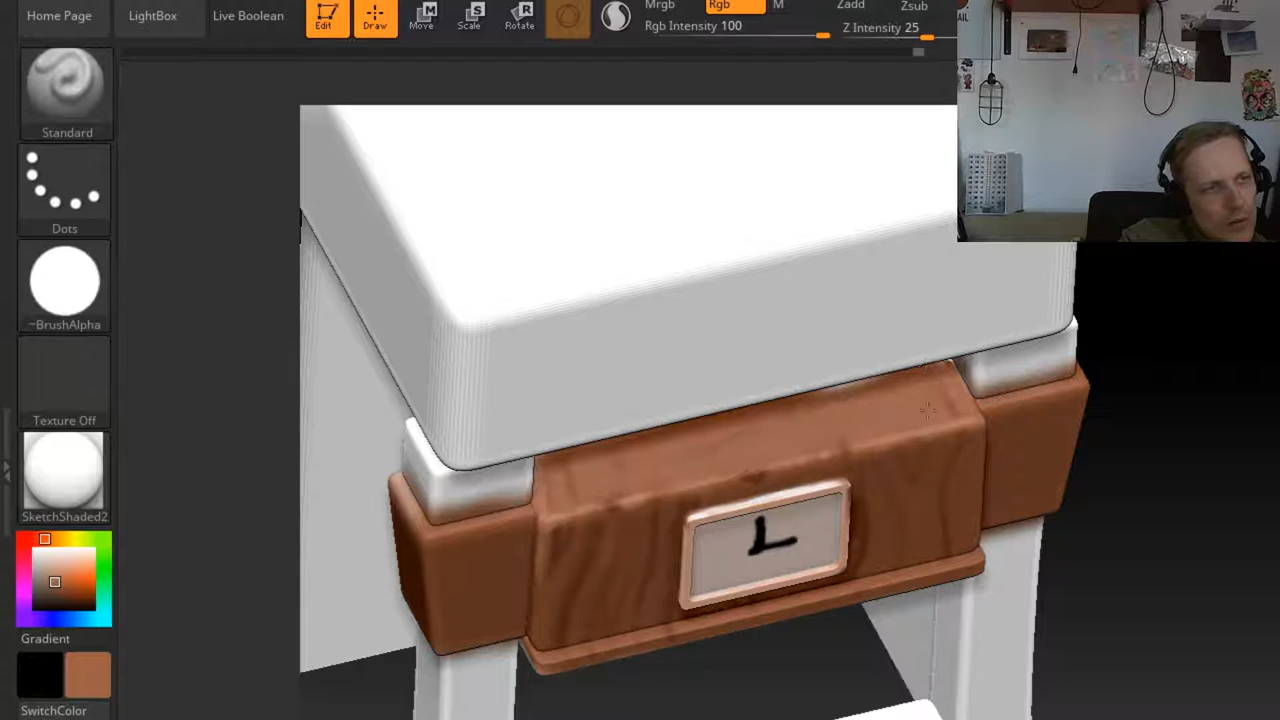 Home Page LightBox Live Boolean Edit Draw Move Scale Rotate Mrgb Rgb M Zadd Zsub
Rgb Intensity 100 Z Intensity 25
Standard
Dots
~BrushAlpha
Texture Off
SketchShaded2
Gradient
SwitchColor
L